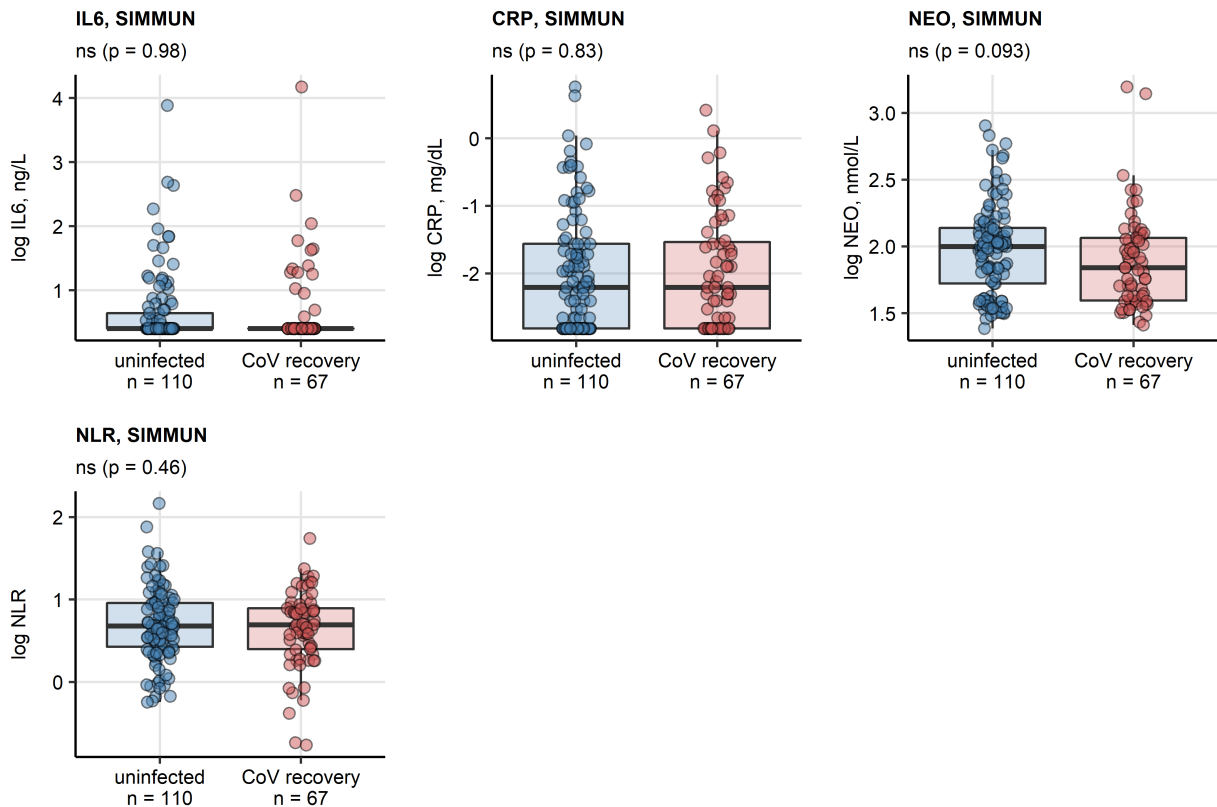 IL6, SIMMUN
ns (p = 0.98)
log IL6, ng/L
4
3
2
1
uninfected
n = 110
CoV recovery
n = 67
CRP, SIMMUN
ns (p = 0.83)
log CRP, mg/dL
0
-1
-2
uninfected
n = 110
CoV recovery
n = 67
NEO, SIMMUN
ns (p = 0.093)
log NEO, nmol/L
3.0
2.5
2.0
1.5
uninfected
n = 110
CoV recovery
n = 67
NLR, SIMMUN
ns (p = 0.46)
log NLR
2
1
0
uninfected
n = 110
CoV recovery
n = 67